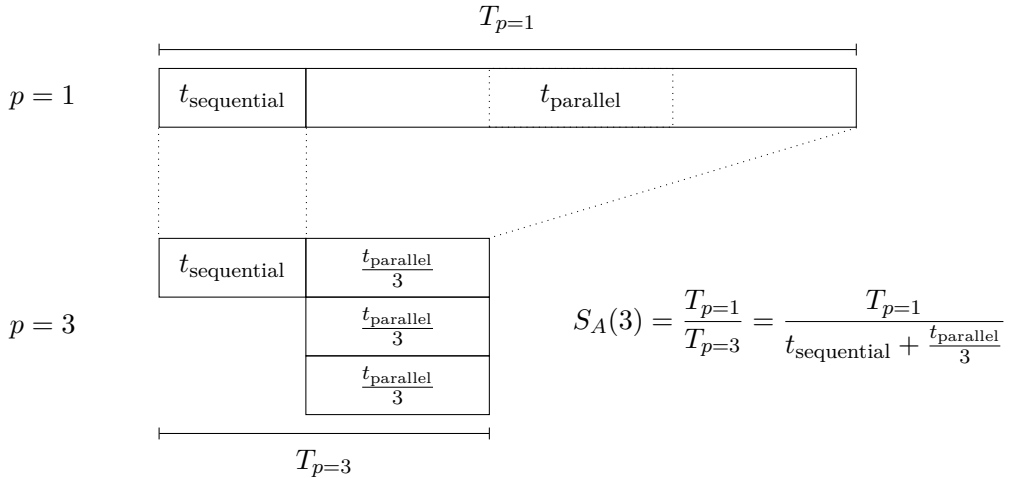 T_{p=1}
p = 1
t_sequential
t_parallel
t_sequential
t_parallel/3
p = 3
t_parallel/3
S_A(3) = T_{p=1}/T_{p=3} = T_{p=1}/(t_sequential + t_parallel/3)
t_parallel/3
T_{p=3}